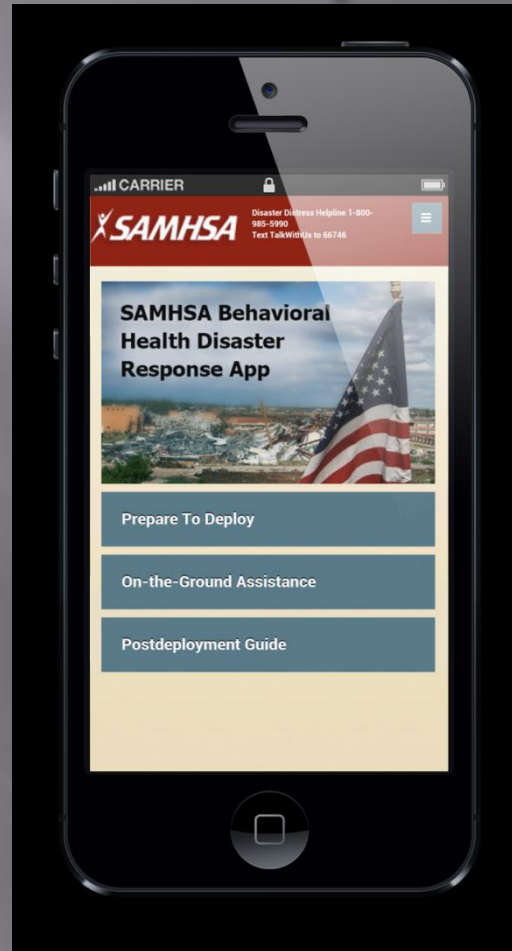 CARRIER
SAMHSA
Disaster Distress Helpline 1-800-
985-5990
Text TalkWithUs to 66746
SAMHSA Behavioral
Health Disaster
Response App
Prepare To Deploy
On-the-Ground Assistance
Postdeployment Guide